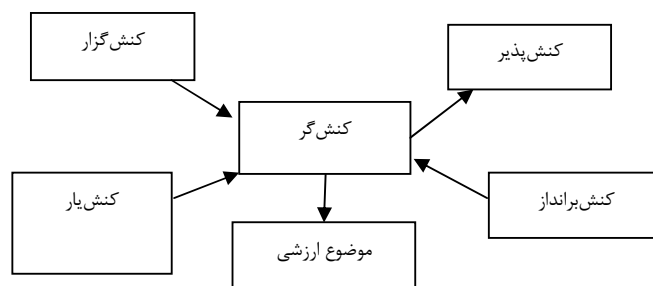 کنش‌گزار
کنش‌پذیر
کنش‌گر
کنش‌یار
کنش‌برانداز
موضوع ارزشی